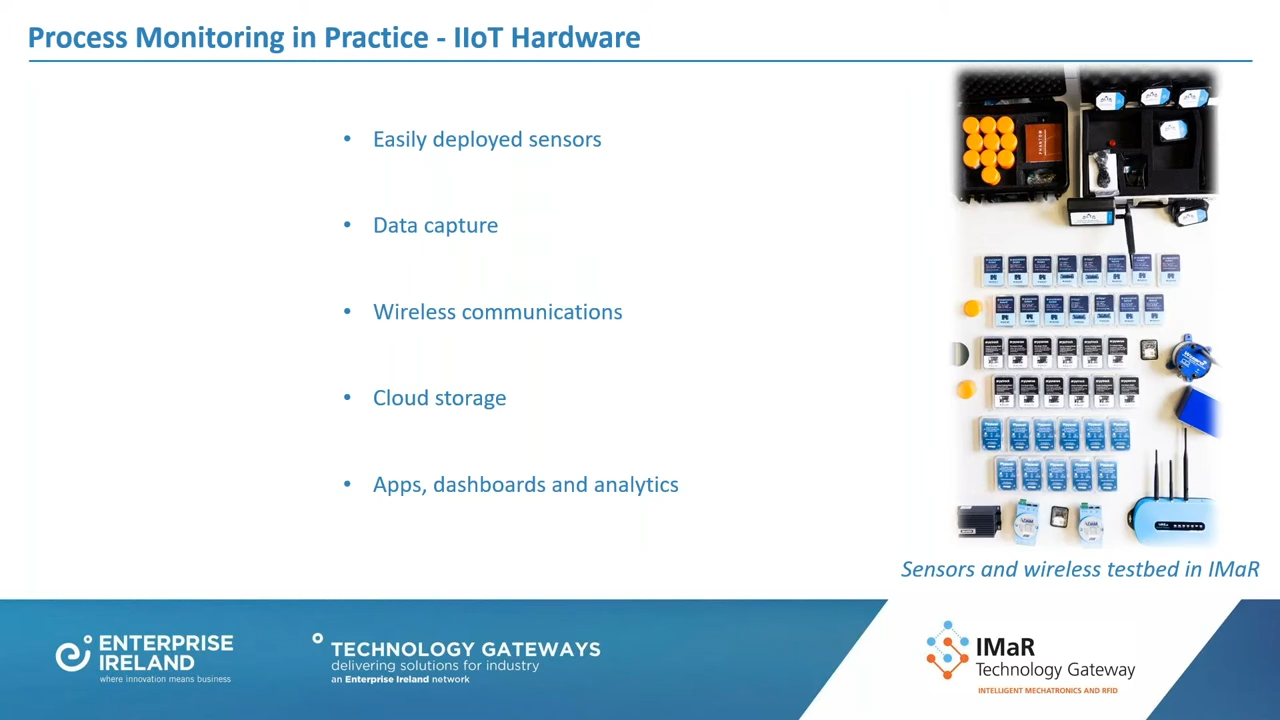 Process Monitoring in Practice - IIoT Hardware
• Easily deployed sensors
• Data capture
• Wireless communications
• Cloud storage
• Apps, dashboards and analytics
Sensors and wireless testbed in IMaR
ENTERPRISE
IRELAND
where innovation means business
TECHNOLOGY GATEWAYS
delivering solutions for industry
an Enterprise Ireland network
IMaR
Technology Gateway
INTELLIGENT MECHATRONICS AND RFID